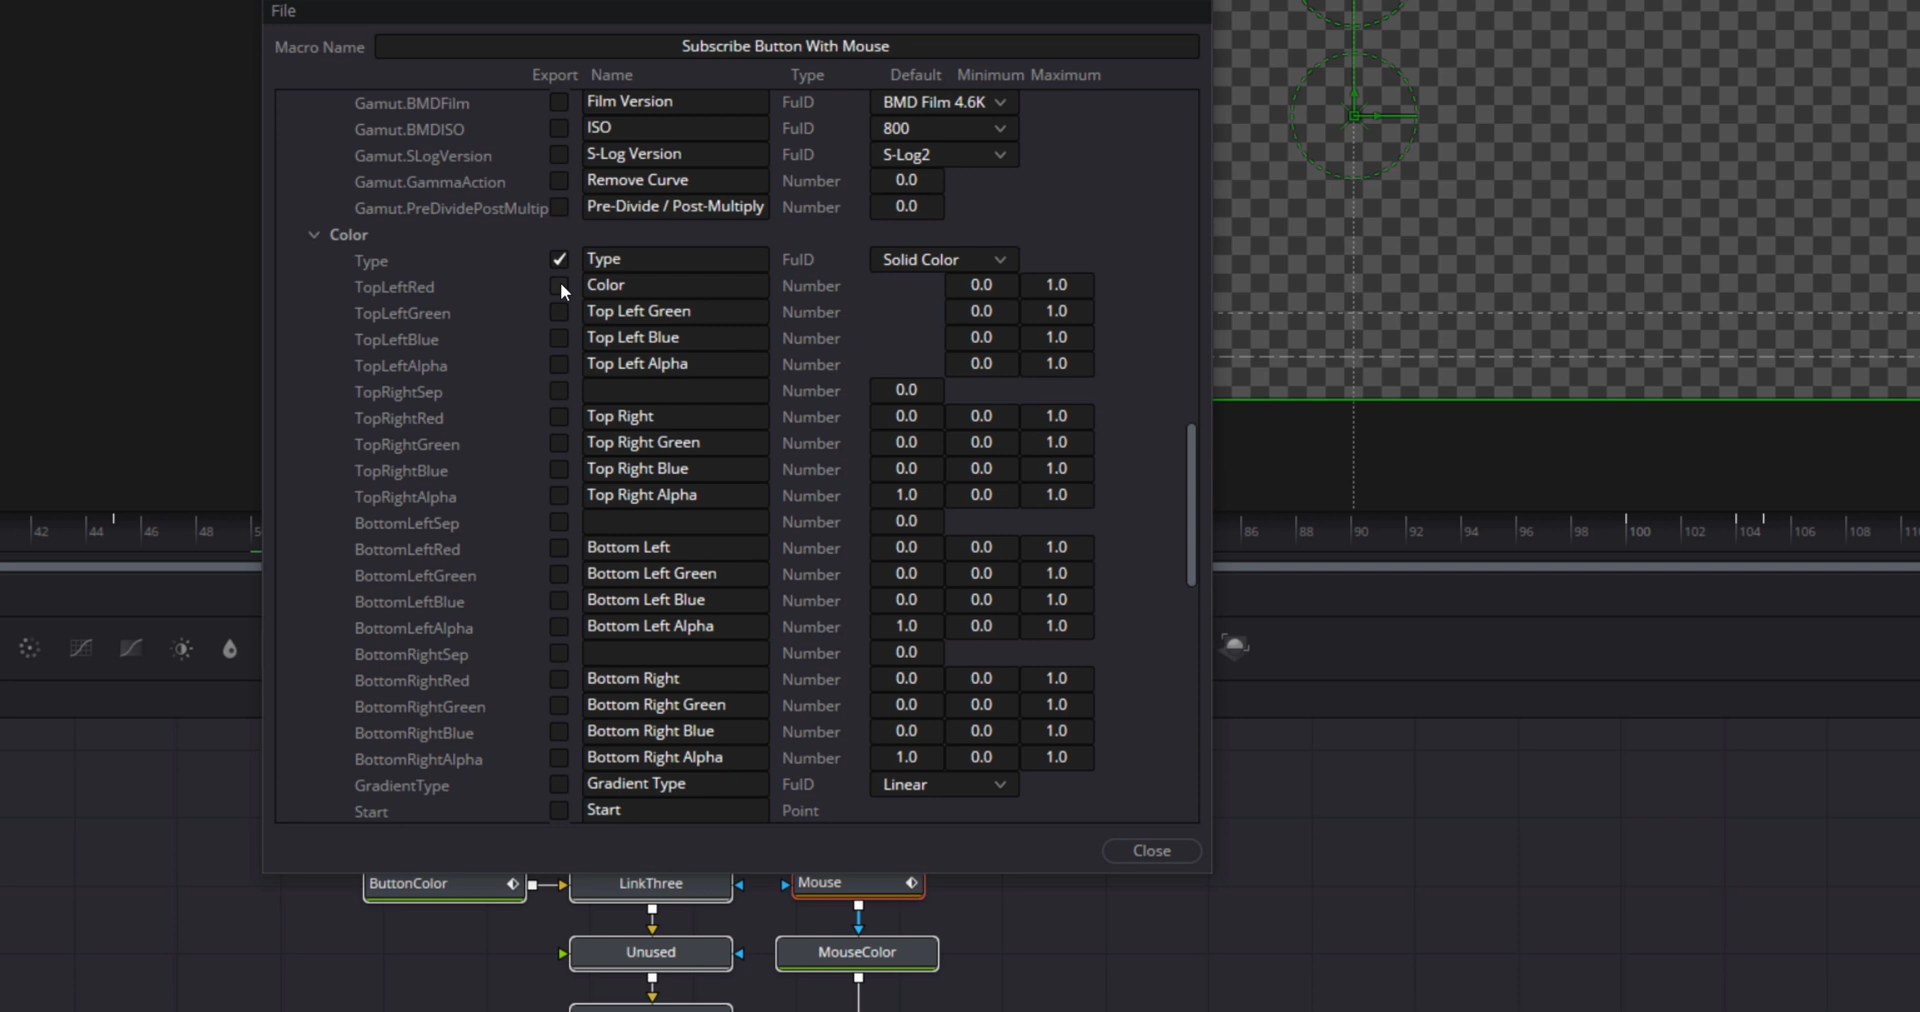 File
Macro Name Subscribe Button With Mouse
Export Name Type Default Minimum Maximum
Gamut.BMDFilm Film Version FuID BMD Film 4.6K
Gamut.BMDISO ISO FuID 800
Gamut.SLogVersion S-Log Version FuID S-Log2
Gamut.GammaAction Remove Curve Number 0.0
Gamut.PreDividePostMultip Pre-Divide / Post-Multiply Number 0.0
Color
Type Type FuID Solid Color
TopLeftRed Color Number 0.0 1.0
TopLeftGreen Top Left Green Number 0.0 1.0
TopLeftBlue Top Left Blue Number 0.0 1.0
TopLeftAlpha Top Left Alpha Number 0.0 1.0
TopRightSep Number 0.0
TopRightRed Top Right Number 0.0 0.0 1.0
TopRightGreen Top Right Green Number 0.0 0.0 1.0
TopRightBlue Top Right Blue Number 0.0 0.0 1.0
TopRightAlpha Top Right Alpha Number 1.0 0.0 1.0
BottomLeftSep Number 0.0
42 44 46 48 86 88 90 92 94 96 98 100 102 104 106 108
BottomLeftRed Bottom Left Number 0.0 0.0 1.0
BottomLeftGreen Bottom Left Green Number 0.0 0.0 1.0
BottomLeftBlue Bottom Left Blue Number 0.0 0.0 1.0
BottomLeftAlpha Bottom Left Alpha Number 1.0 0.0 1.0
BottomRightSep Number 0.0
BottomRightRed Bottom Right Number 0.0 0.0 1.0
BottomRightGreen Bottom Right Green Number 0.0 0.0 1.0
BottomRightBlue Bottom Right Blue Number 0.0 0.0 1.0
BottomRightAlpha Bottom Right Alpha Number 1.0 0.0 1.0
GradientType Gradient Type FuID Linear
Start Start Point
Close
ButtonColor LinkThree Mouse
Unused MouseColor